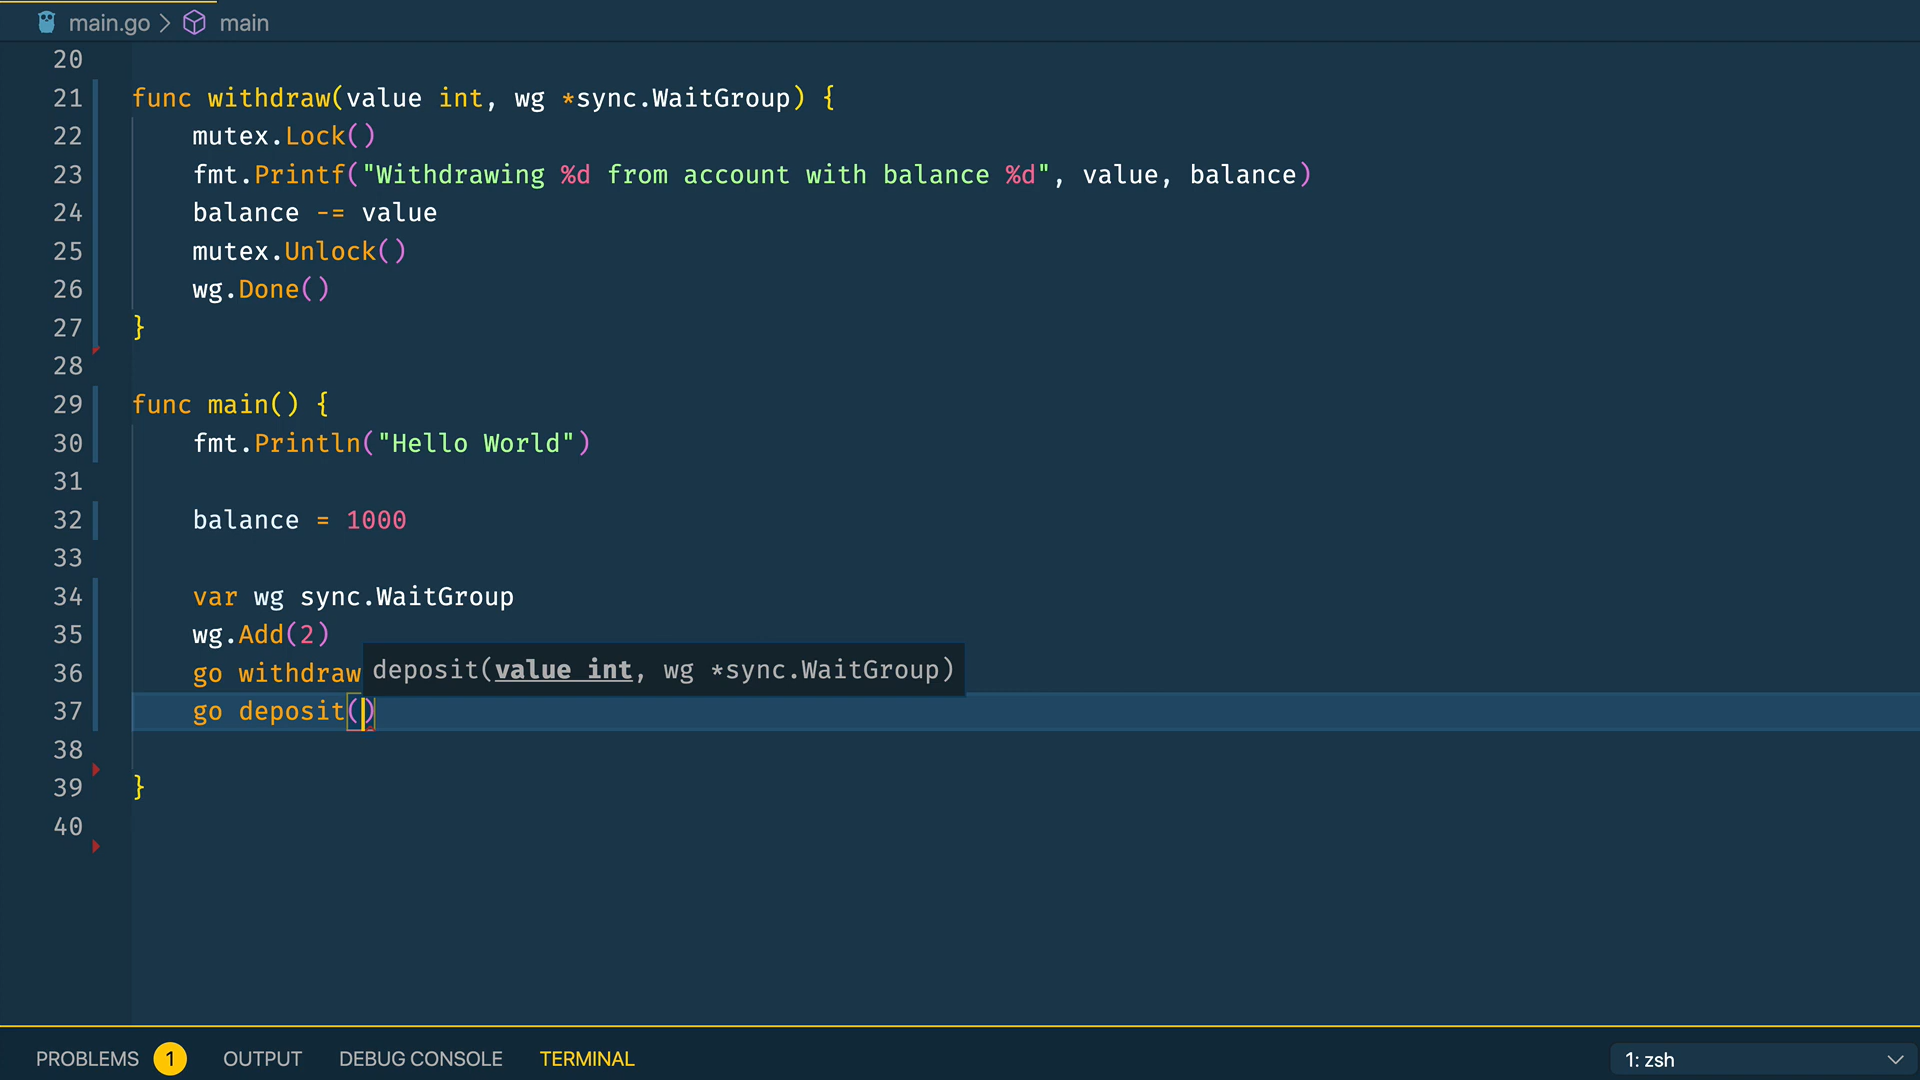 main.go > main
20
21 func withdraw(value int, wg *sync.WaitGroup) {
22 mutex.Lock()
23 fmt.Printf("Withdrawing %d from account with balance %d", value, balance)
24 balance -= value
25 mutex.Unlock()
26 wg.Done()
27 }
28
29 func main() {
30 fmt.Println("Hello World")
31
32 balance = 1000
33
34 var wg sync.WaitGroup
35 wg.Add(2)
36 go withdraw
deposit(value int, wg *sync.WaitGroup)
37 go deposit()
38
39 }
40
PROBLEMS 1 OUTPUT DEBUG CONSOLE TERMINAL 1: zsh